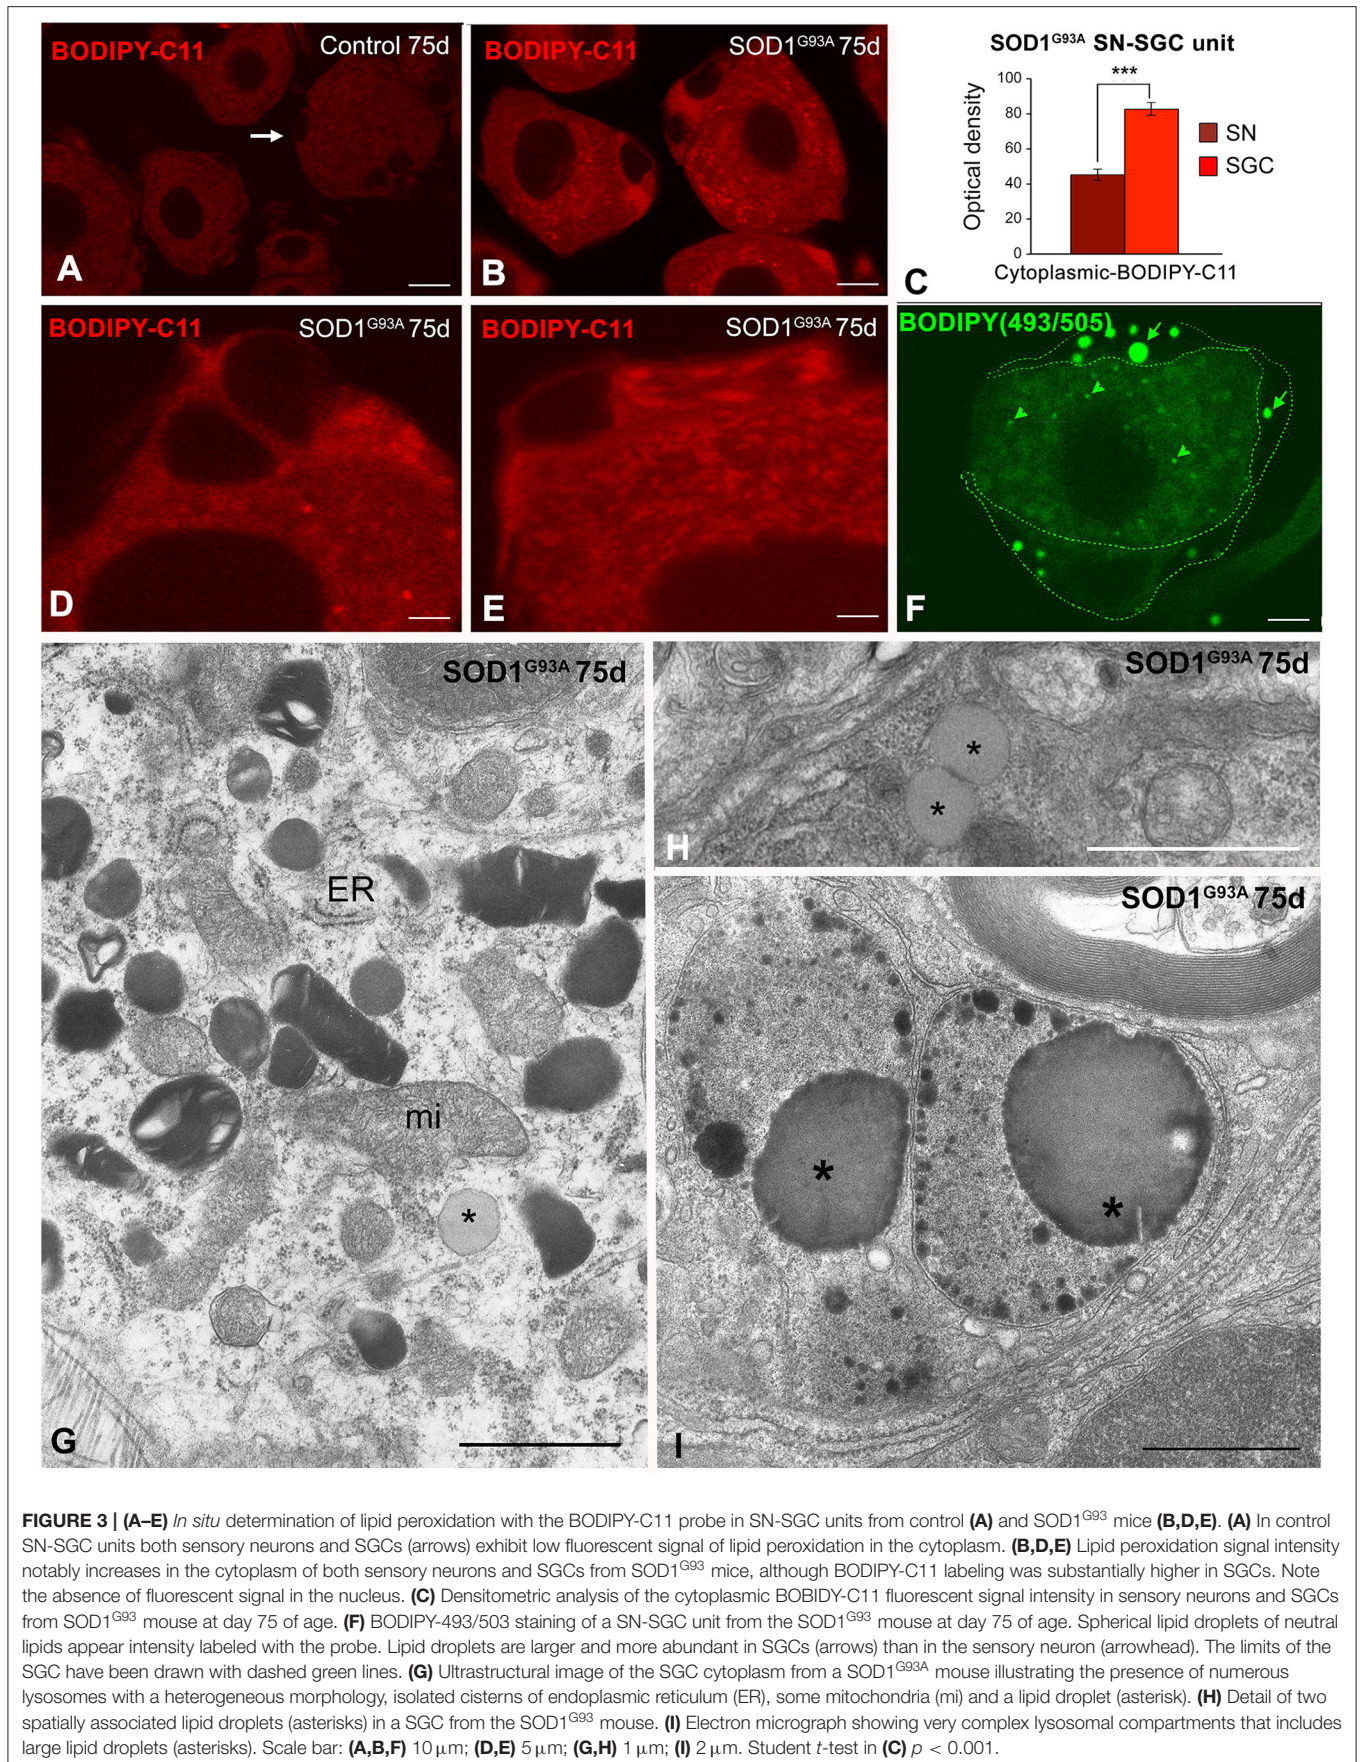 BODIPY-C11
Control 75d
A
BODIPY-C11
SOD1G93A 75d
B
SOD1G93A SN-SGC unit
***
100
80
60
40
20
0
Optical density
SN
SGC
Cytoplasmic-BODIPY-C11
C
BODIPY-C11
SOD1G93A 75d
D
BODIPY-C11
SOD1G93A 75d
E
BODIPY(493/505)
F
SOD1G93A 75d
ER
mi
*
G
SOD1G93A 75d
*
*
H
SOD1G93A 75d
*
*
I
FIGURE 3 | (A–E) In situ determination of lipid peroxidation with the BODIPY-C11 probe in SN-SGC units from control (A) and SOD1G93 mice (B,D,E). (A) In control
SN-SGC units both sensory neurons and SGCs (arrows) exhibit low fluorescent signal of lipid peroxidation in the cytoplasm. (B,D,E) Lipid peroxidation signal intensity
notably increases in the cytoplasm of both sensory neurons and SGCs from SOD1G93 mice, although BODIPY-C11 labeling was substantially higher in SGCs. Note
the absence of fluorescent signal in the nucleus. (C) Densitometric analysis of the cytoplasmic BOBIDY-C11 fluorescent signal intensity in sensory neurons and SGCs
from SOD1G93 mouse at day 75 of age. (F) BODIPY-493/503 staining of a SN-SGC unit from the SOD1G93 mouse at day 75 of age. Spherical lipid droplets of neutral
lipids appear intensity labeled with the probe. Lipid droplets are larger and more abundant in SGCs (arrows) than in the sensory neuron (arrowhead). The limits of the
SGC have been drawn with dashed green lines. (G) Ultrastructural image of the SGC cytoplasm from a SOD1G93A mouse illustrating the presence of numerous
lysosomes with a heterogeneous morphology, isolated cisterns of endoplasmic reticulum (ER), some mitochondria (mi) and a lipid droplet (asterisk). (H) Detail of two
spatially associated lipid droplets (asterisks) in a SGC from the SOD1G93 mouse. (I) Electron micrograph showing very complex lysosomal compartments that includes
large lipid droplets (asterisks). Scale bar: (A,B,F) 10 μm; (D,E) 5 μm; (G,H) 1 μm; (I) 2 μm. Student t-test in (C) p < 0.001.